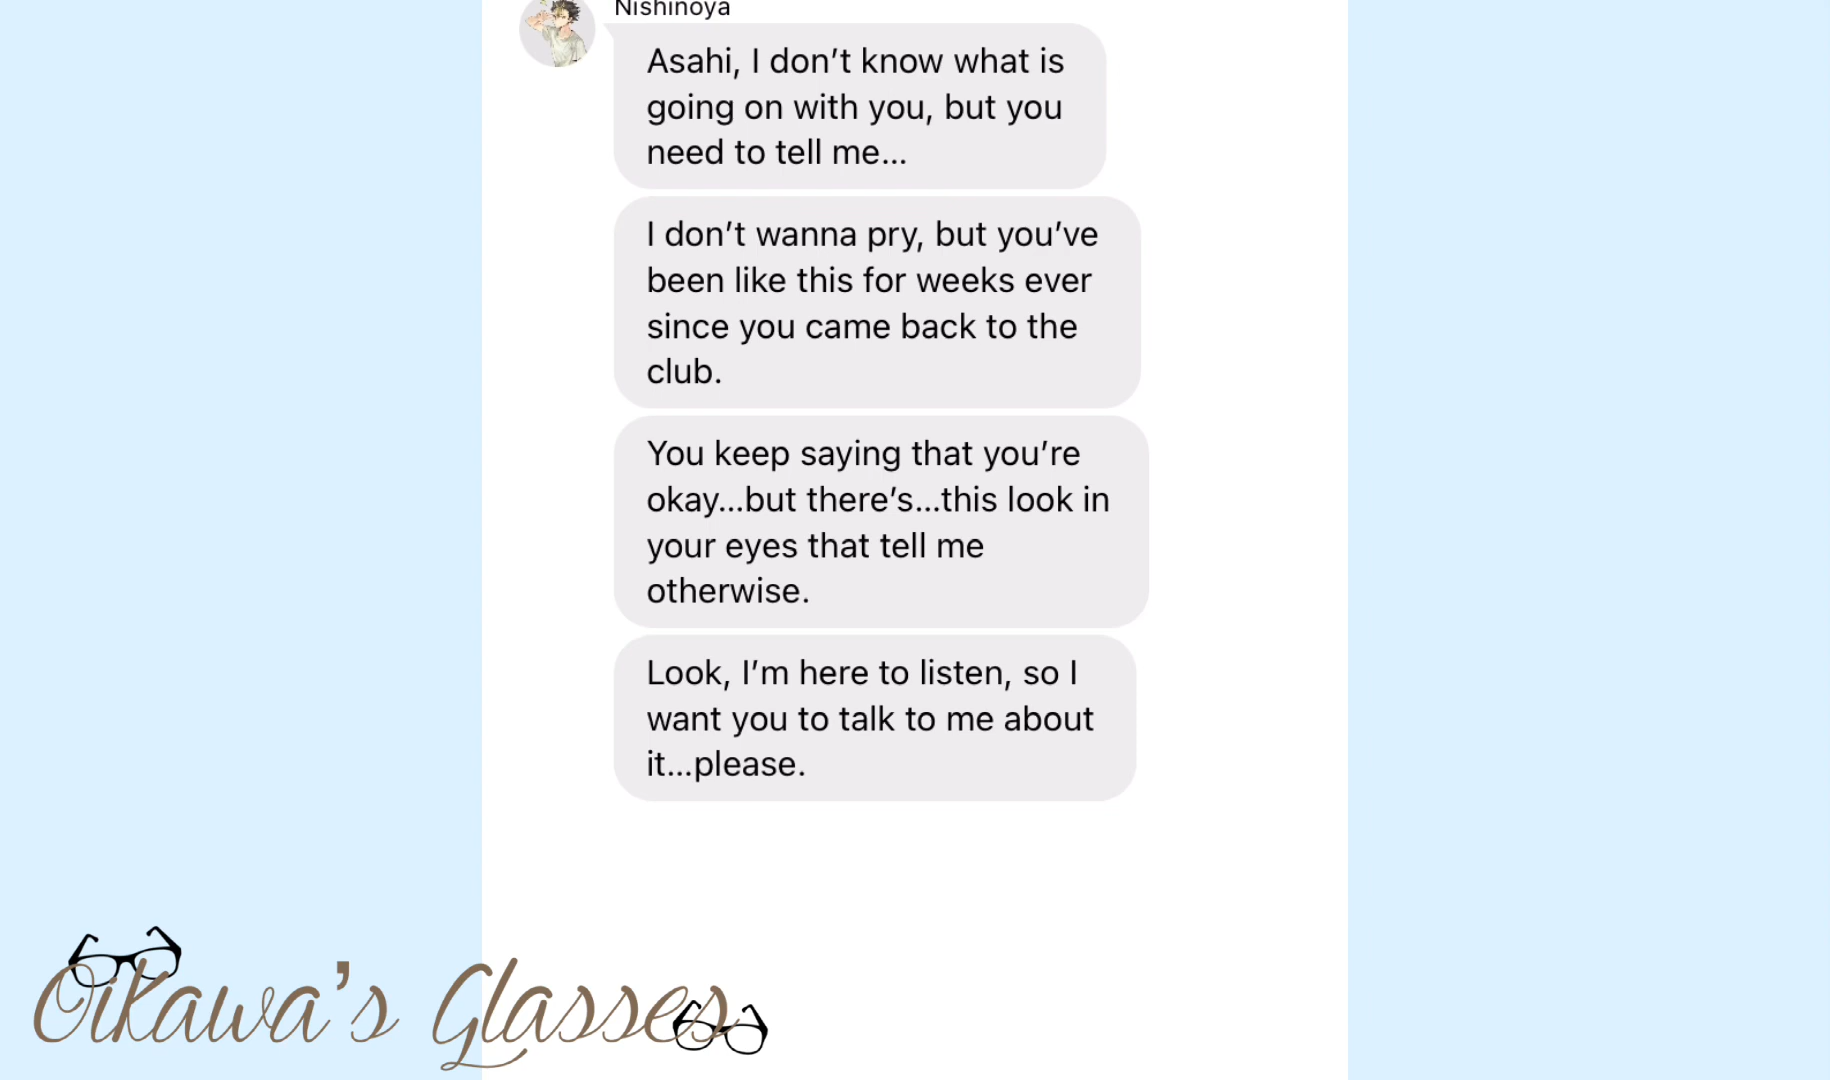 Nishinoya
Asahi, I don’t know what is
going on with you, but you
need to tell me...
I don’t wanna pry, but you’ve
been like this for weeks ever
since you came back to the
club.
You keep saying that you’re
okay...but there’s...this look in
your eyes that tell me
otherwise.
Look, I’m here to listen, so I
want you to talk to me about
it...please.
Oikawa’s Glasses